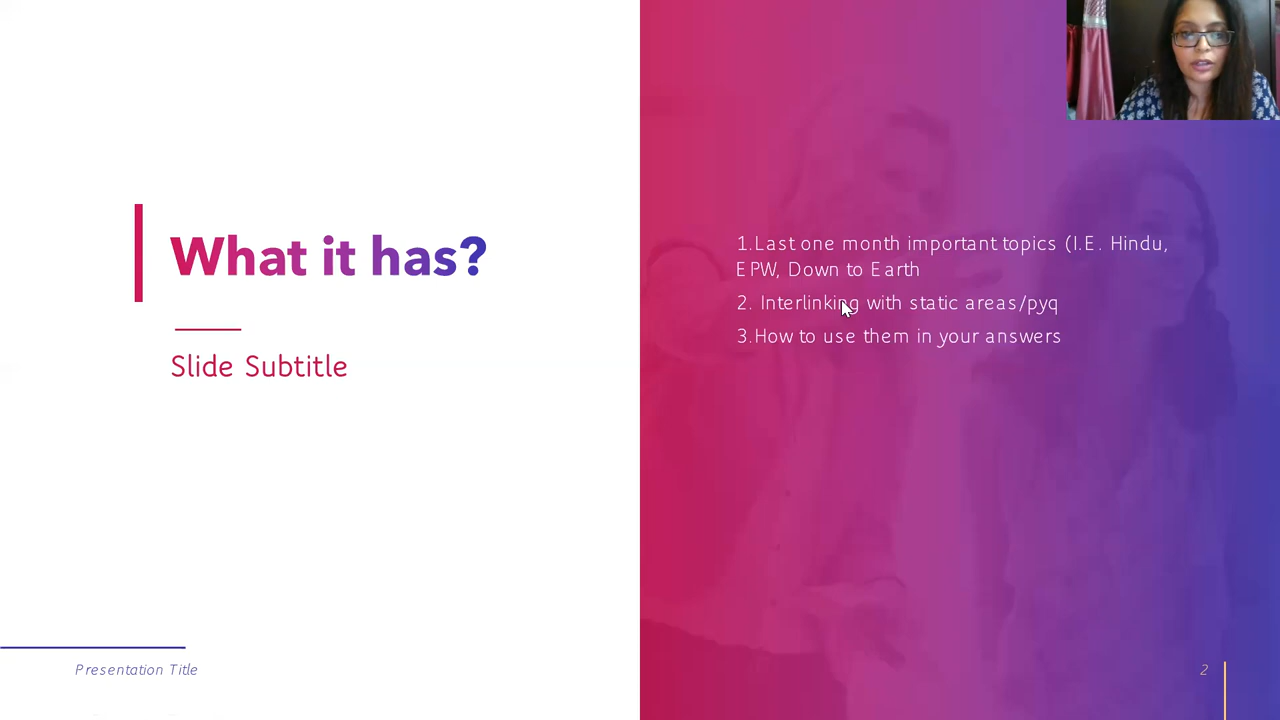 What it has?
Slide Subtitle
1.Last one month important topics (I.E. Hindu,
EPW, Down to Earth
2. Interlinking with static areas/pyq
3.How to use them in your answers
Presentation Title
2